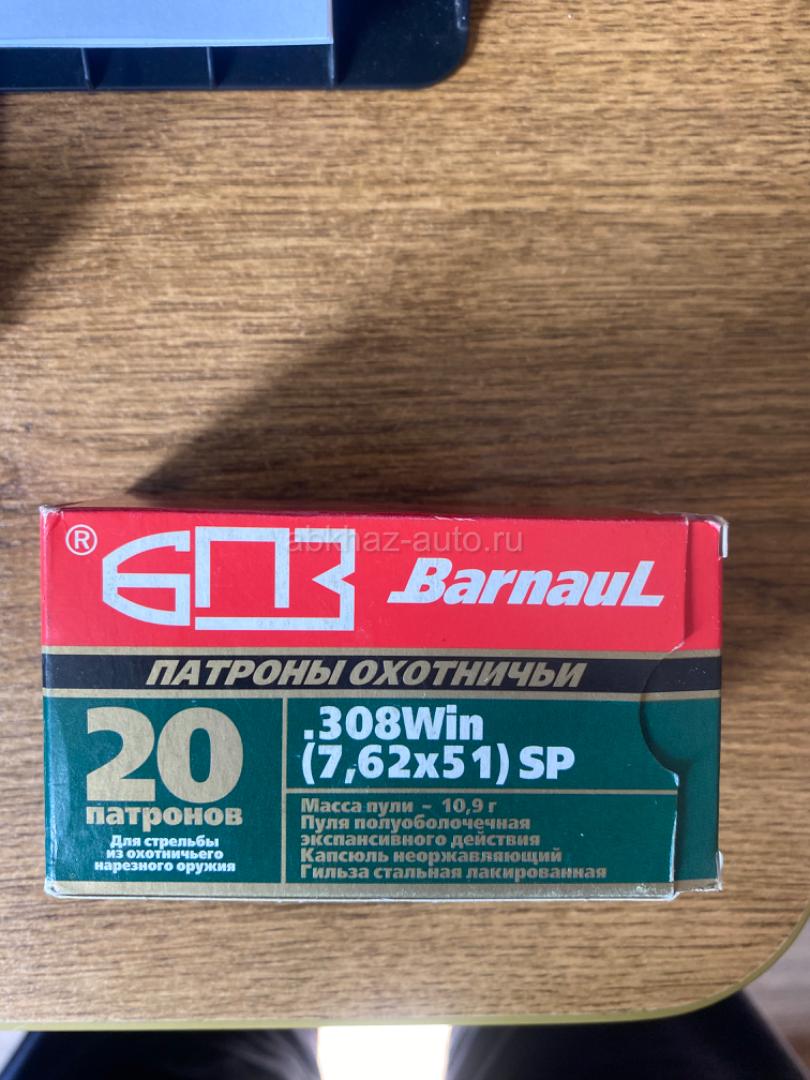 abkhaz-auto.ru
® БПЗ Barnaul
ПАТРОНЫ ОХОТНИЧЬИ
20
патронов
Для стрельбы
из охотничьего
нарезного оружия
.308Win
(7,62x51) SP
Масса пули ~ 10,9 г
Пуля полуоболочечная
экспансивного действия
Капсюль неоржавляющий
Гильза стальная лакированная